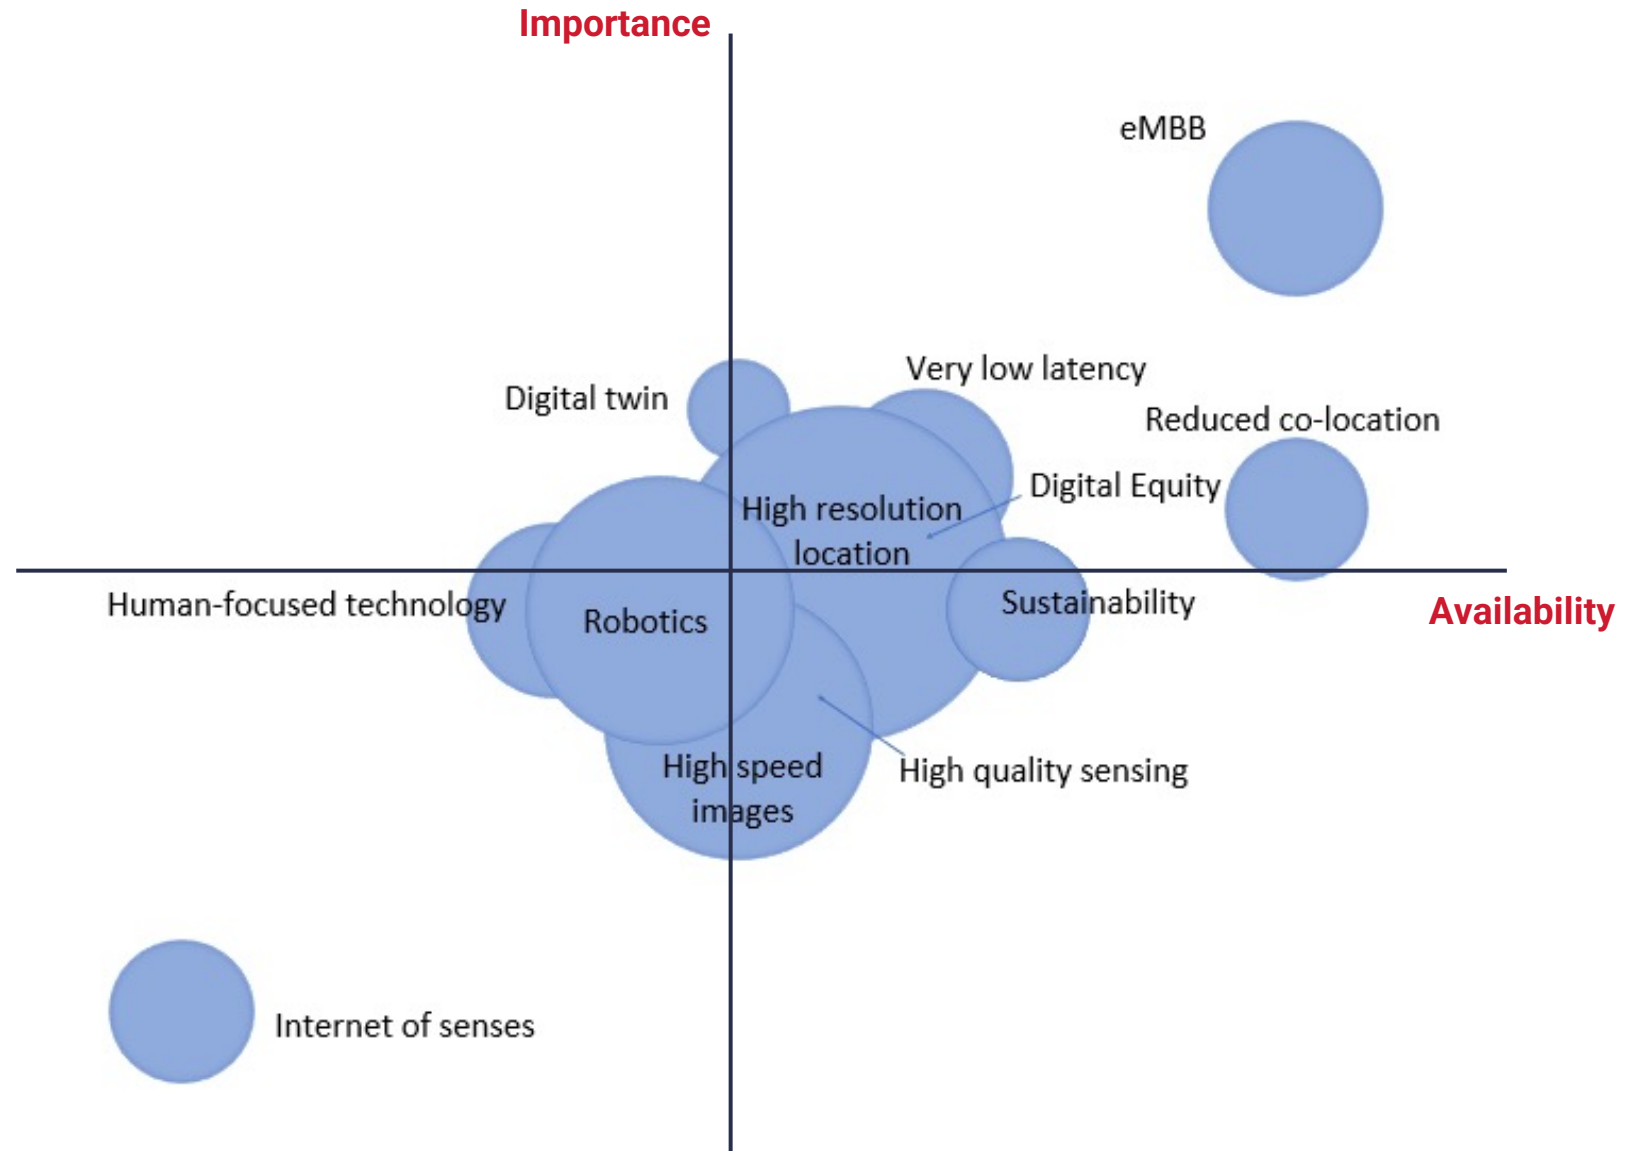 Importance
eMBB
Very low latency
Digital twin
Reduced co-location
Digital Equity
High resolution
location
Human-focused technology
Robotics
Sustainability
Availability
High speed
images
High quality sensing
Internet of senses